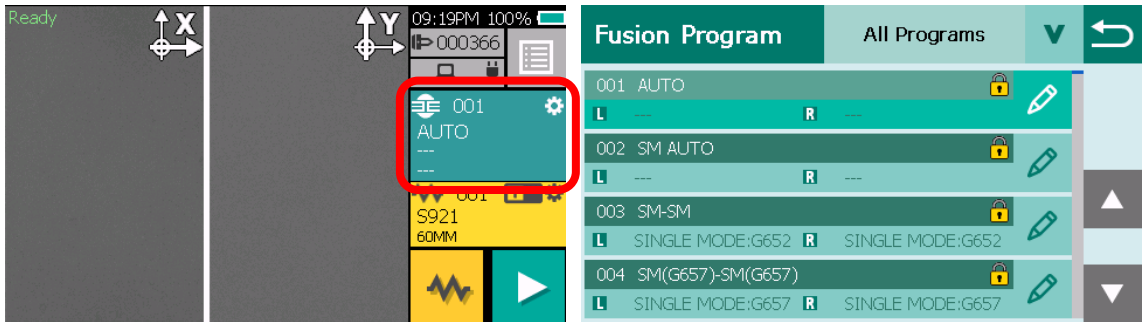 Ready
X
Y
09:19PM 100%
000366
001
AUTO
---
---
001
S921
60MM
Fusion Program
All Programs
V
001 AUTO
L --- R ---
002 SM AUTO
L --- R ---
003 SM-SM
L SINGLE MODE:G652 R SINGLE MODE:G652
004 SM(G657)-SM(G657)
L SINGLE MODE:G657 R SINGLE MODE:G657